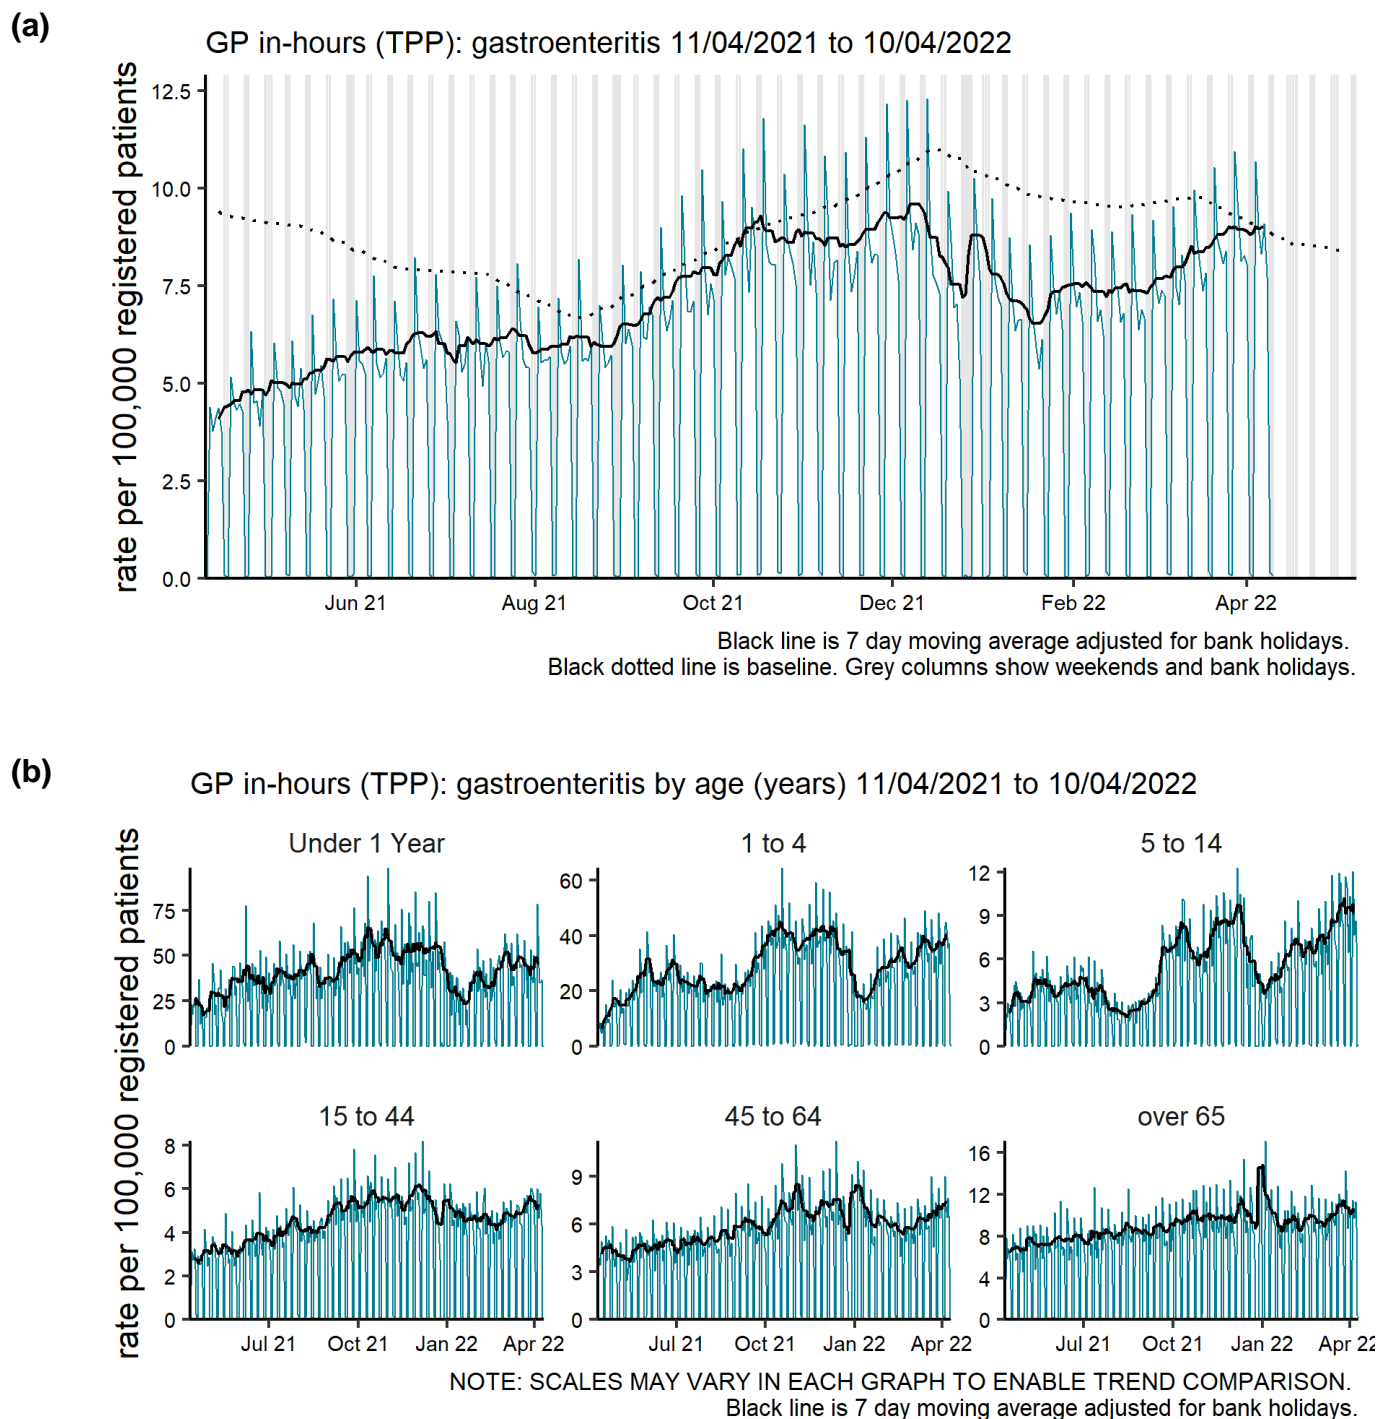 (a)
GP in-hours (TPP): gastroenteritis 11/04/2021 to 10/04/2022
rate per 100,000 registered patients
12.5
10.0
7.5
5.0
2.5
0.0
Jun 21 Aug 21 Oct 21 Dec 21 Feb 22 Apr 22
Black line is 7 day moving average adjusted for bank holidays.
Black dotted line is baseline. Grey columns show weekends and bank holidays.
(b)
GP in-hours (TPP): gastroenteritis by age (years) 11/04/2021 to 10/04/2022
rate per 100,000 registered patients
Under 1 Year
75
50
25
0
1 to 4
60
40
20
0
5 to 14
12
9
6
3
0
15 to 44
8
6
4
2
0
Jul 21 Oct 21 Jan 22 Apr 22
45 to 64
9
6
3
0
Jul 21 Oct 21 Jan 22 Apr 22
over 65
16
12
8
4
0
Jul 21 Oct 21 Jan 22 Apr 22
NOTE: SCALES MAY VARY IN EACH GRAPH TO ENABLE TREND COMPARISON.
Black line is 7 day moving average adjusted for bank holidays.